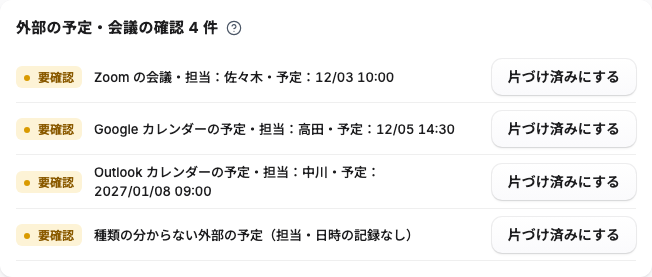 外部の予定・会議の確認 4 件 ?
要確認 Zoom の会議・担当：佐々木・予定：12/03 10:00 片づけ済みにする
要確認 Google カレンダーの予定・担当：高田・予定：12/05 14:30 片づけ済みにする
要確認 Outlook カレンダーの予定・担当：中川・予定：
2027/01/08 09:00 片づけ済みにする
要確認 種類の分からない外部の予定（担当・日時の記録なし） 片づけ済みにする